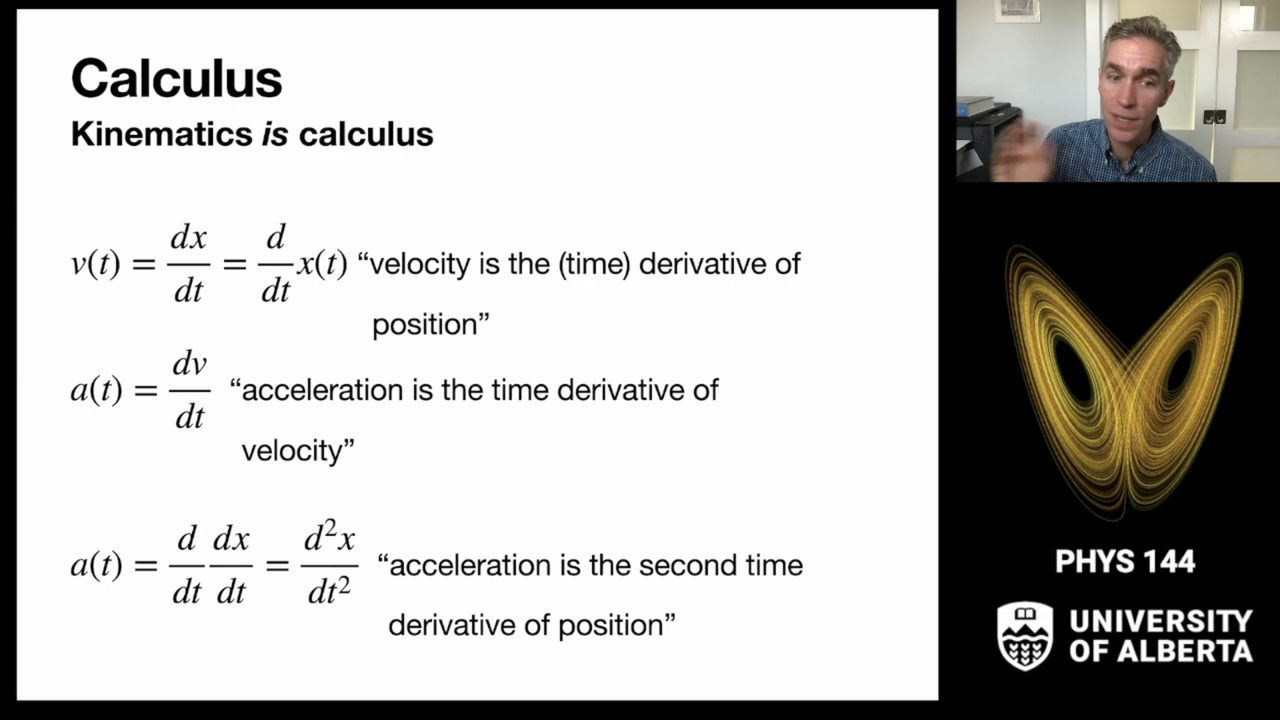 Calculus
Kinematics is calculus
v(t) = dx/dt = d/dt x(t) “velocity is the (time) derivative of
position”
a(t) = dv/dt “acceleration is the time derivative of
velocity”
a(t) = d/dt dx/dt = d²x/dt² “acceleration is the second time
derivative of position”
PHYS 144
UNIVERSITY
OF ALBERTA